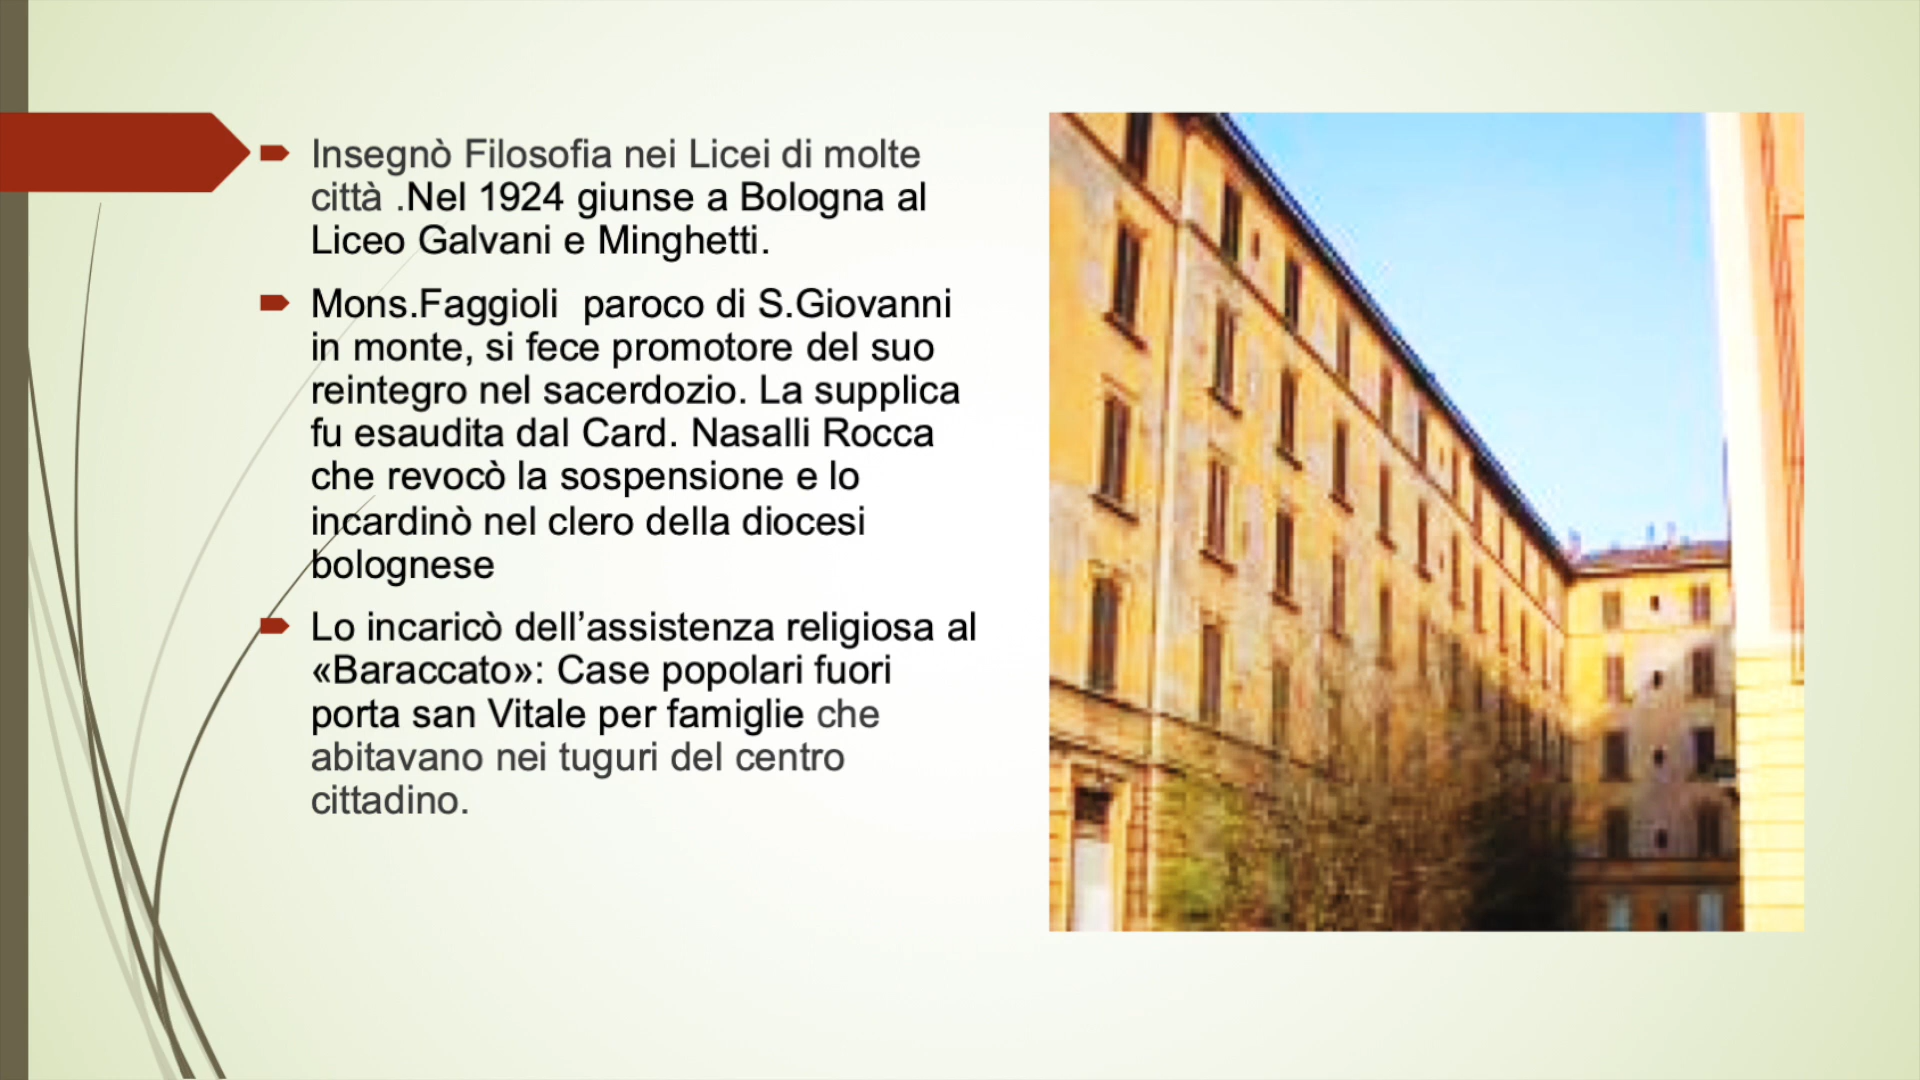 Insegnò Filosofia nei Licei di molte
città .Nel 1924 giunse a Bologna al
Liceo Galvani e Minghetti.
Mons.Faggioli  paroco di S.Giovanni
in monte, si fece promotore del suo
reintegro nel sacerdozio. La supplica
fu esaudita dal Card. Nasalli Rocca
che revocò la sospensione e lo
incardinò nel clero della diocesi
bolognese
Lo incaricò dell’assistenza religiosa al
«Baraccato»: Case popolari fuori
porta san Vitale per famiglie che
abitavano nei tuguri del centro
cittadino.